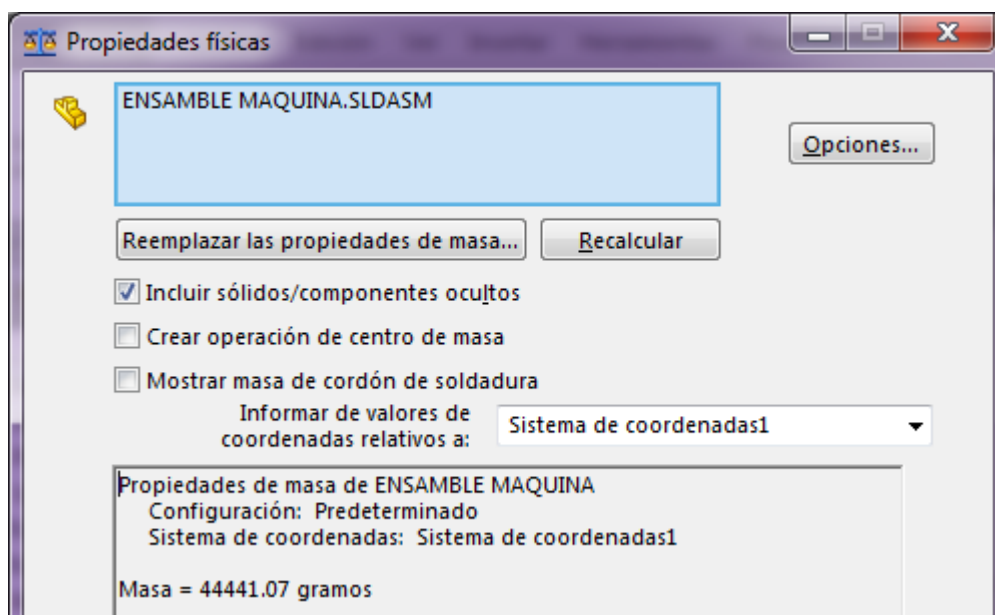 Propiedades físicas
ENSAMBLE MAQUINA.SLDASM
Opciones...
Reemplazar las propiedades de masa...
Recalcular
Incluir sólidos/componentes ocultos
Crear operación de centro de masa
Mostrar masa de cordón de soldadura
Informar de valores de
coordenadas relativos a:
Sistema de coordenadas1
Propiedades de masa de ENSAMBLE MAQUINA
Configuración: Predeterminado
Sistema de coordenadas: Sistema de coordenadas1
Masa = 44441.07 gramos